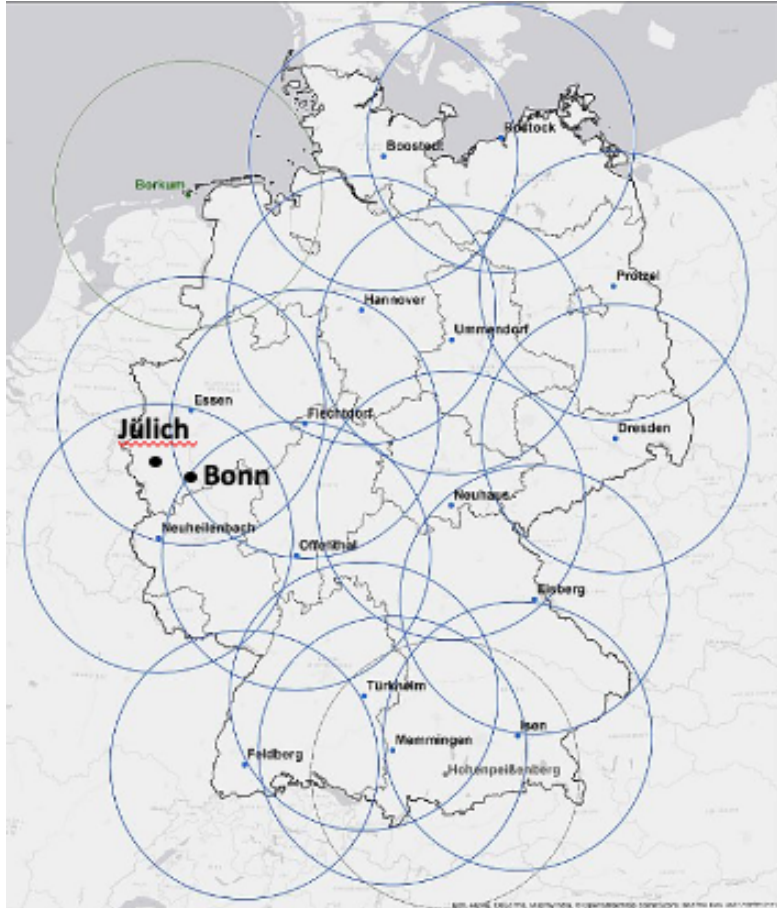 Rostock
Boostedt
Borkum
Prötzel
Hannover
Ummendorf
Essen
Flechtdorf
Jülich
Dresden
Bonn
Neuhaus
Neuheilenbach
Offenthal
Eisberg
Türkheim
Isen
Memmingen
Feldberg
Hohenpeißenberg